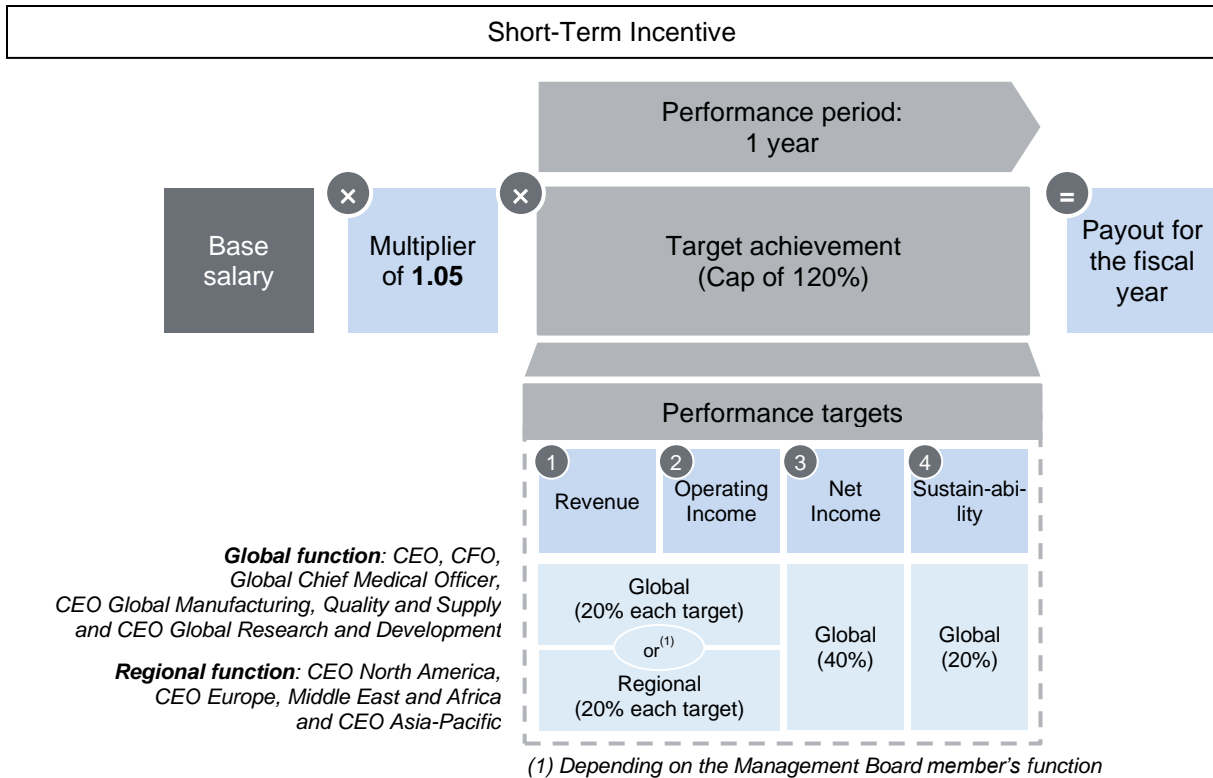 Short-Term Incentive
Performance period:
1 year
×
×
=
Base
salary
Multiplier
of 1.05
Target achievement
(Cap of 120%)
Payout for
the fiscal
year
Performance targets
1
2
3
4
Revenue
Operating
Income
Net
Income
Sustain-abi-
lity
Global function: CEO, CFO,
Global Chief Medical Officer,
CEO Global Manufacturing, Quality and Supply
and CEO Global Research and Development
Global
(20% each target)
or(1)
Regional function: CEO North America,
CEO Europe, Middle East and Africa
and CEO Asia-Pacific
Regional
(20% each target)
Global
(40%)
Global
(20%)
(1) Depending on the Management Board member's function